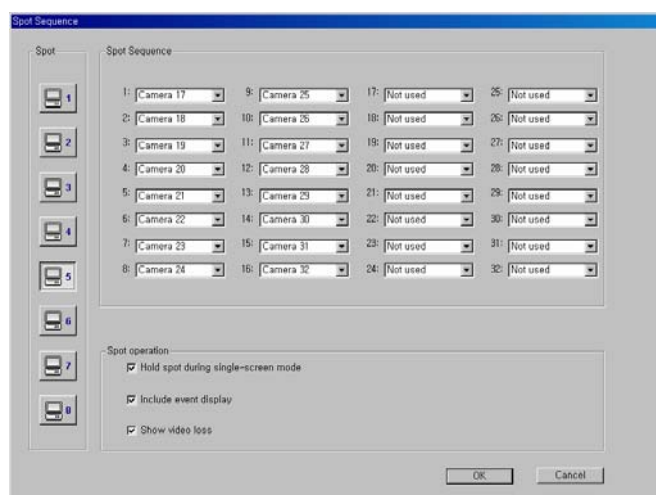 Spot Sequence
Spot
1
2
3
4
5
6
7
8
Spot Sequence
1: Camera 17
2: Camera 18
3: Camera 19
4: Camera 20
5: Camera 21
6: Camera 22
7: Camera 23
8: Camera 24
9: Camera 25
10: Camera 26
11: Camera 27
12: Camera 28
13: Camera 29
14: Camera 30
15: Camera 31
16: Camera 32
17: Not used
18: Not used
19: Not used
20: Not used
21: Not used
22: Not used
23: Not used
24: Not used
25: Not used
26: Not used
27: Not used
28: Not used
29: Not used
30: Not used
31: Not used
32: Not used
Spot operation
Hold spot during single-screen mode
Include event display
Show video loss
OK
Cancel